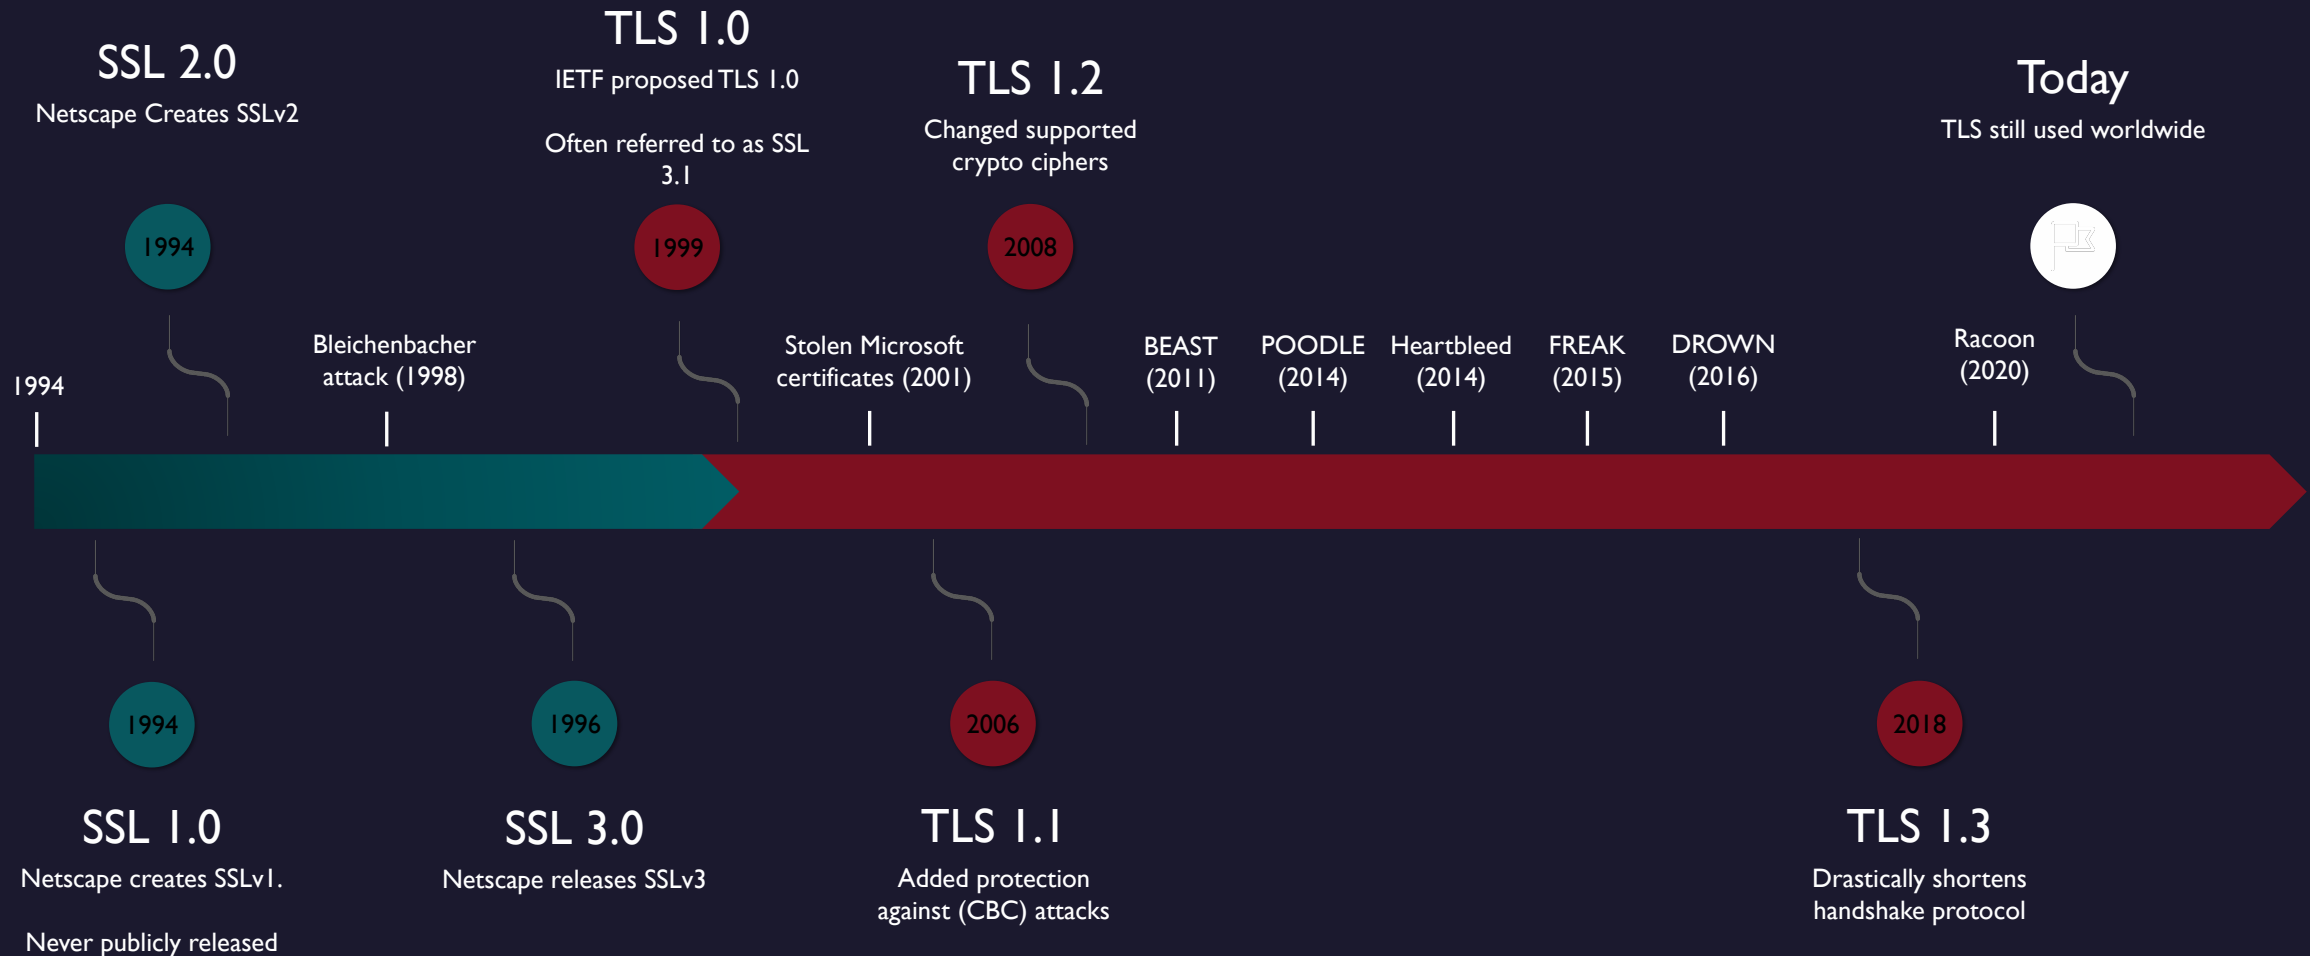 SSL 2.0
Netscape Creates SSLv2
1994
TLS 1.0
IETF proposed TLS 1.0
Often referred to as SSL
3.1
1999
TLS 1.2
Changed supported
crypto ciphers
2008
Today
TLS still used worldwide
1994
Bleichenbacher
attack (1998)
Stolen Microsoft
certificates (2001)
BEAST
(2011)
POODLE
(2014)
Heartbleed
(2014)
FREAK
(2015)
DROWN
(2016)
Racoon
(2020)
1994
SSL 1.0
Netscape creates SSLv1.
Never publicly released
1996
SSL 3.0
Netscape releases SSLv3
2006
TLS 1.1
Added protection
against (CBC) attacks
2018
TLS 1.3
Drastically shortens
handshake protocol